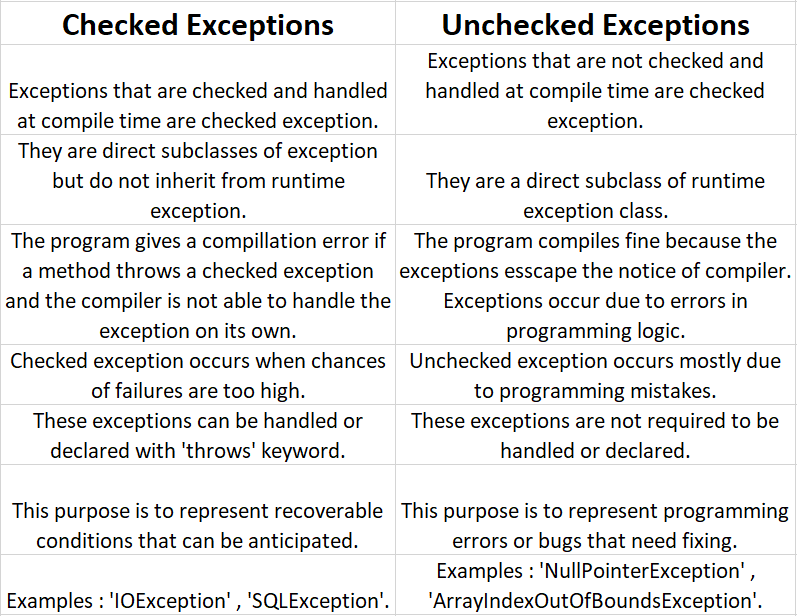 Checked Exceptions
Unchecked Exceptions
Exceptions that are checked and handled
at compile time are checked exception.
Exceptions that are not checked and
handled at compile time are checked
exception.
They are direct subclasses of exception
but do not inherit from runtime
exception.
They are a direct subclass of runtime
exception class.
The program gives a compillation error if
a method throws a checked exception
and the compiler is not able to handle the
exception on its own.
The program compiles fine because the
exceptions esscape the notice of compiler.
Exceptions occur due to errors in
programming logic.
Checked exception occurs when chances
of failures are too high.
Unchecked exception occurs mostly due
to programming mistakes.
These exceptions can be handled or
declared with 'throws' keyword.
These exceptions are not required to be
handled or declared.
This purpose is to represent recoverable
conditions that can be anticipated.
This purpose is to represent programming
errors or bugs that need fixing.
Examples : 'IOException' , 'SQLException'.
Examples : 'NullPointerException' ,
'ArrayIndexOutOfBoundsException'.